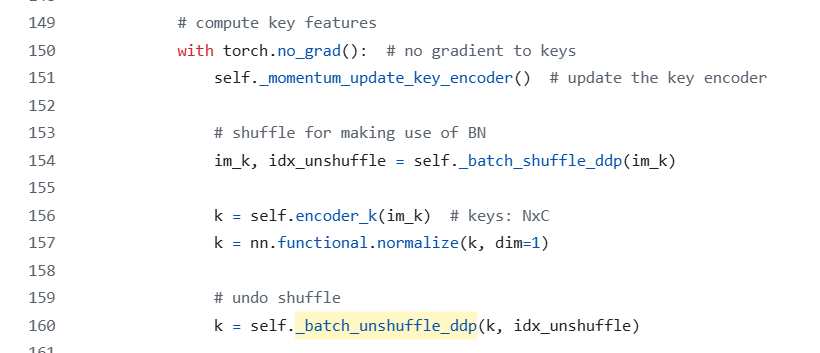 149 # compute key features
150 with torch.no_grad():  # no gradient to keys
151 self._momentum_update_key_encoder()  # update the key encoder
152
153 # shuffle for making use of BN
154 im_k, idx_unshuffle = self._batch_shuffle_ddp(im_k)
155
156 k = self.encoder_k(im_k)  # keys: NxC
157 k = nn.functional.normalize(k, dim=1)
158
159 # undo shuffle
160 k = self._batch_unshuffle_ddp(k, idx_unshuffle)